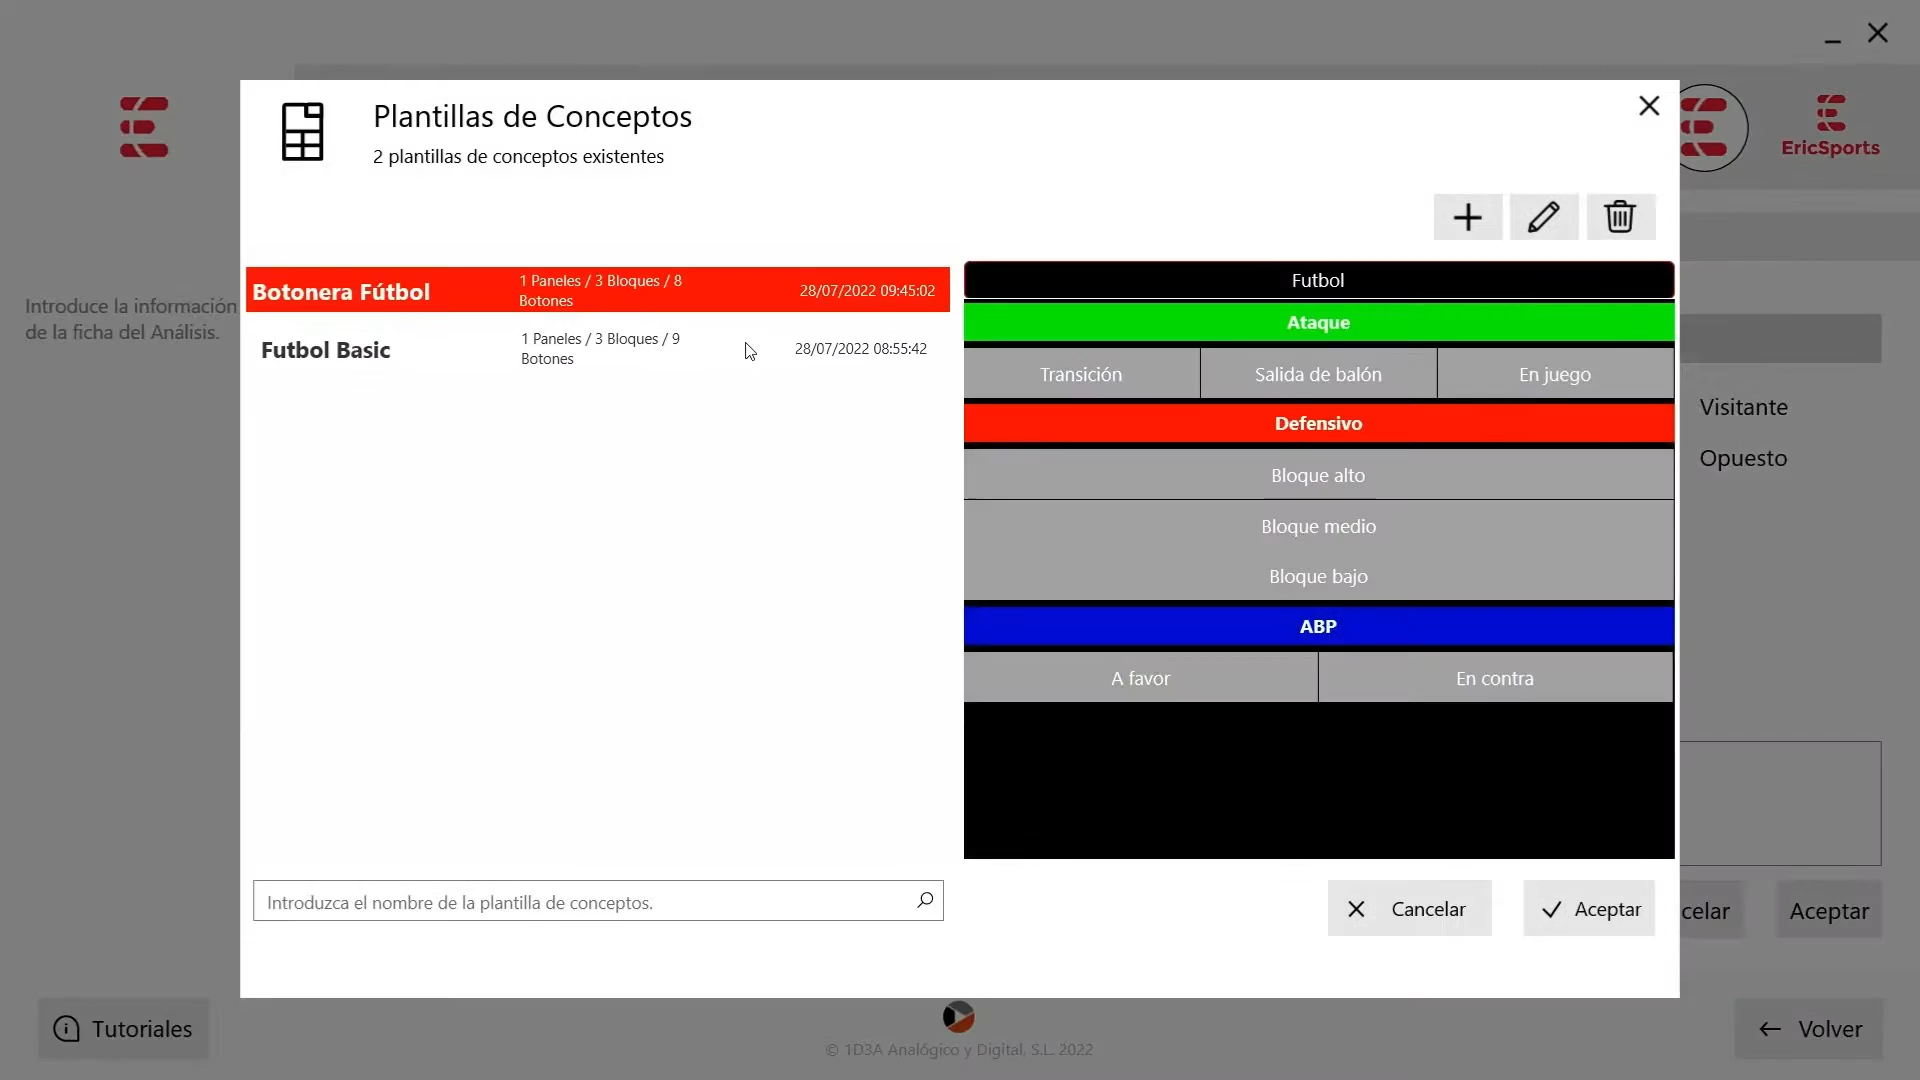 Plantillas de Conceptos
2 plantillas de conceptos existentes
EricSports
Introduce la información
de la ficha del Análisis.
Botonera Fútbol
1 Paneles / 3 Bloques / 8
Botones
28/07/2022 09:45:02
Futbol Basic
1 Paneles / 3 Bloques / 9
Botones
28/07/2022 08:55:42
Futbol
Ataque
Transición
Salida de balón
En juego
Defensivo
Bloque alto
Bloque medio
Bloque bajo
ABP
A favor
En contra
Visitante
Opuesto
Introduzca el nombre de la plantilla de conceptos.
Cancelar
Aceptar
celar
Aceptar
Tutoriales
© 1D3A Analógico y Digital, S.L. 2022
Volver